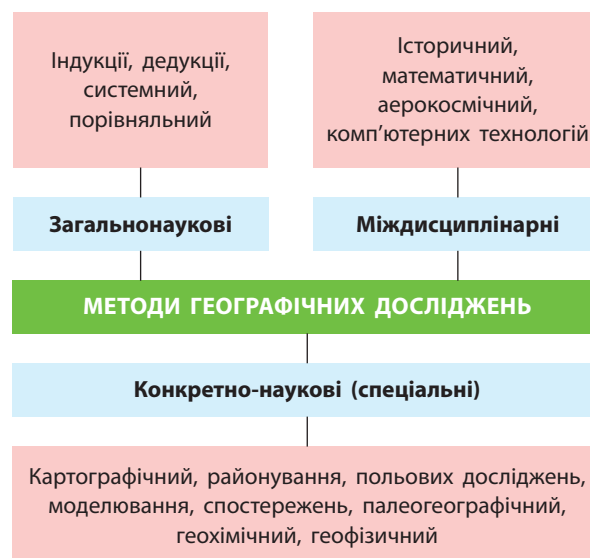 Індукції, дедукції,
системний,
порівняльний
Історичний,
математичний,
аерокосмічний,
комп’ютерних технологій
Загальнонаукові
Міждисциплінарні
МЕТОДИ ГЕОГРАФІЧНИХ ДОСЛІДЖЕНЬ
Конкретно-наукові (спеціальні)
Картографічний, районування, польових досліджень,
моделювання, спостережень, палеогеографічний,
геохімічний, геофізичний